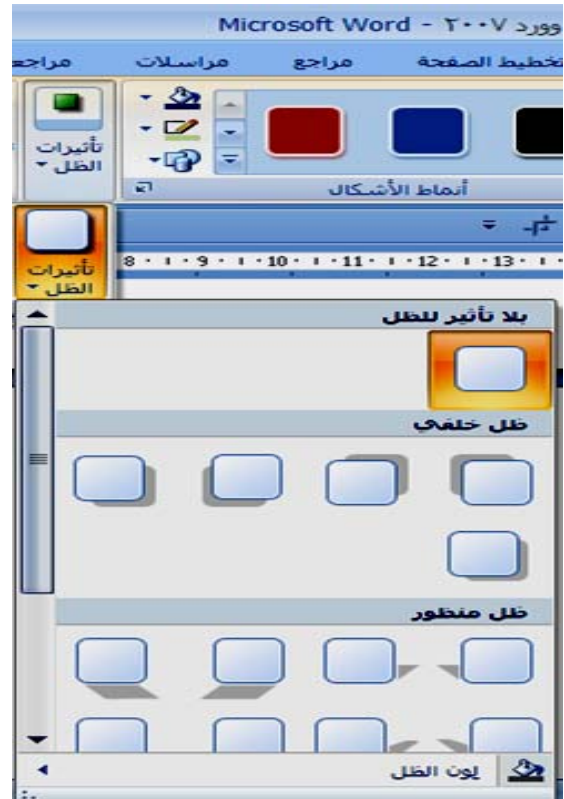 وورد ٢٠٠٧ - Microsoft Word
تخطيط الصفحة مراجع مراسلات
تأثيرات
الظل
أنماط الأشكال
تأثيرات
الظل
8 · 9 · 10 · 11 · 12 · 13
بلا تأثير للظل
ظل خلفي
ظل منظور
لون الظل